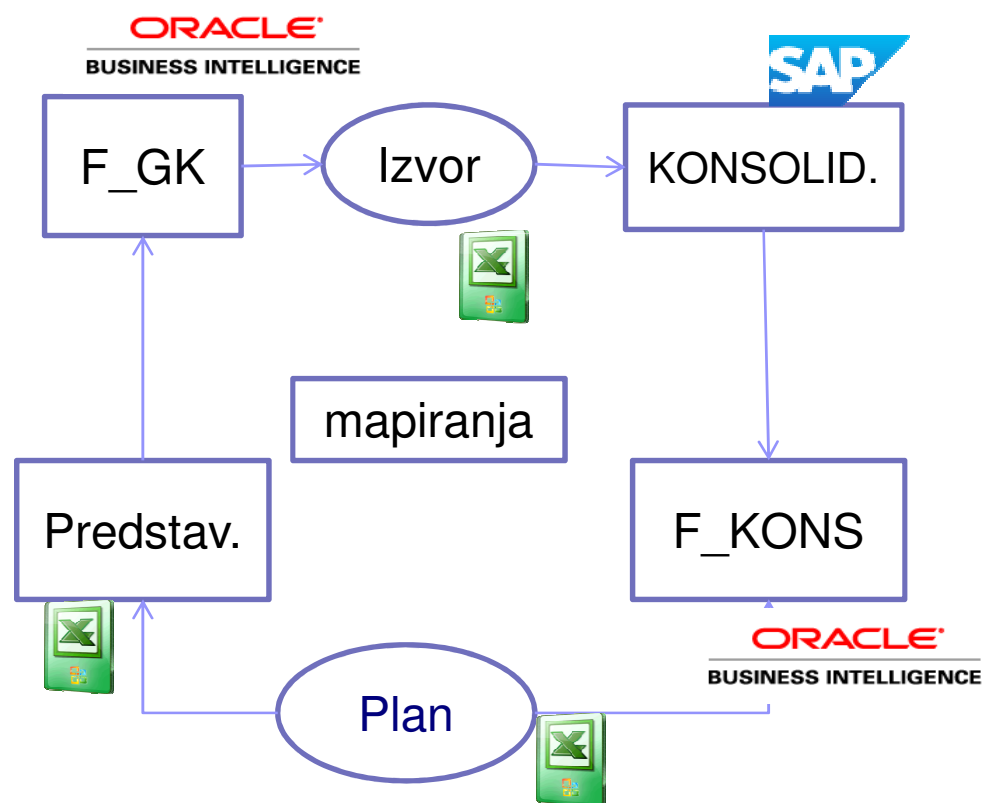 ORACLE
BUSINESS INTELLIGENCE
SAP
F_GK
Izvor
KONSOLID.
mapiranja
Predstav.
F_KONS
ORACLE
BUSINESS INTELLIGENCE
Plan